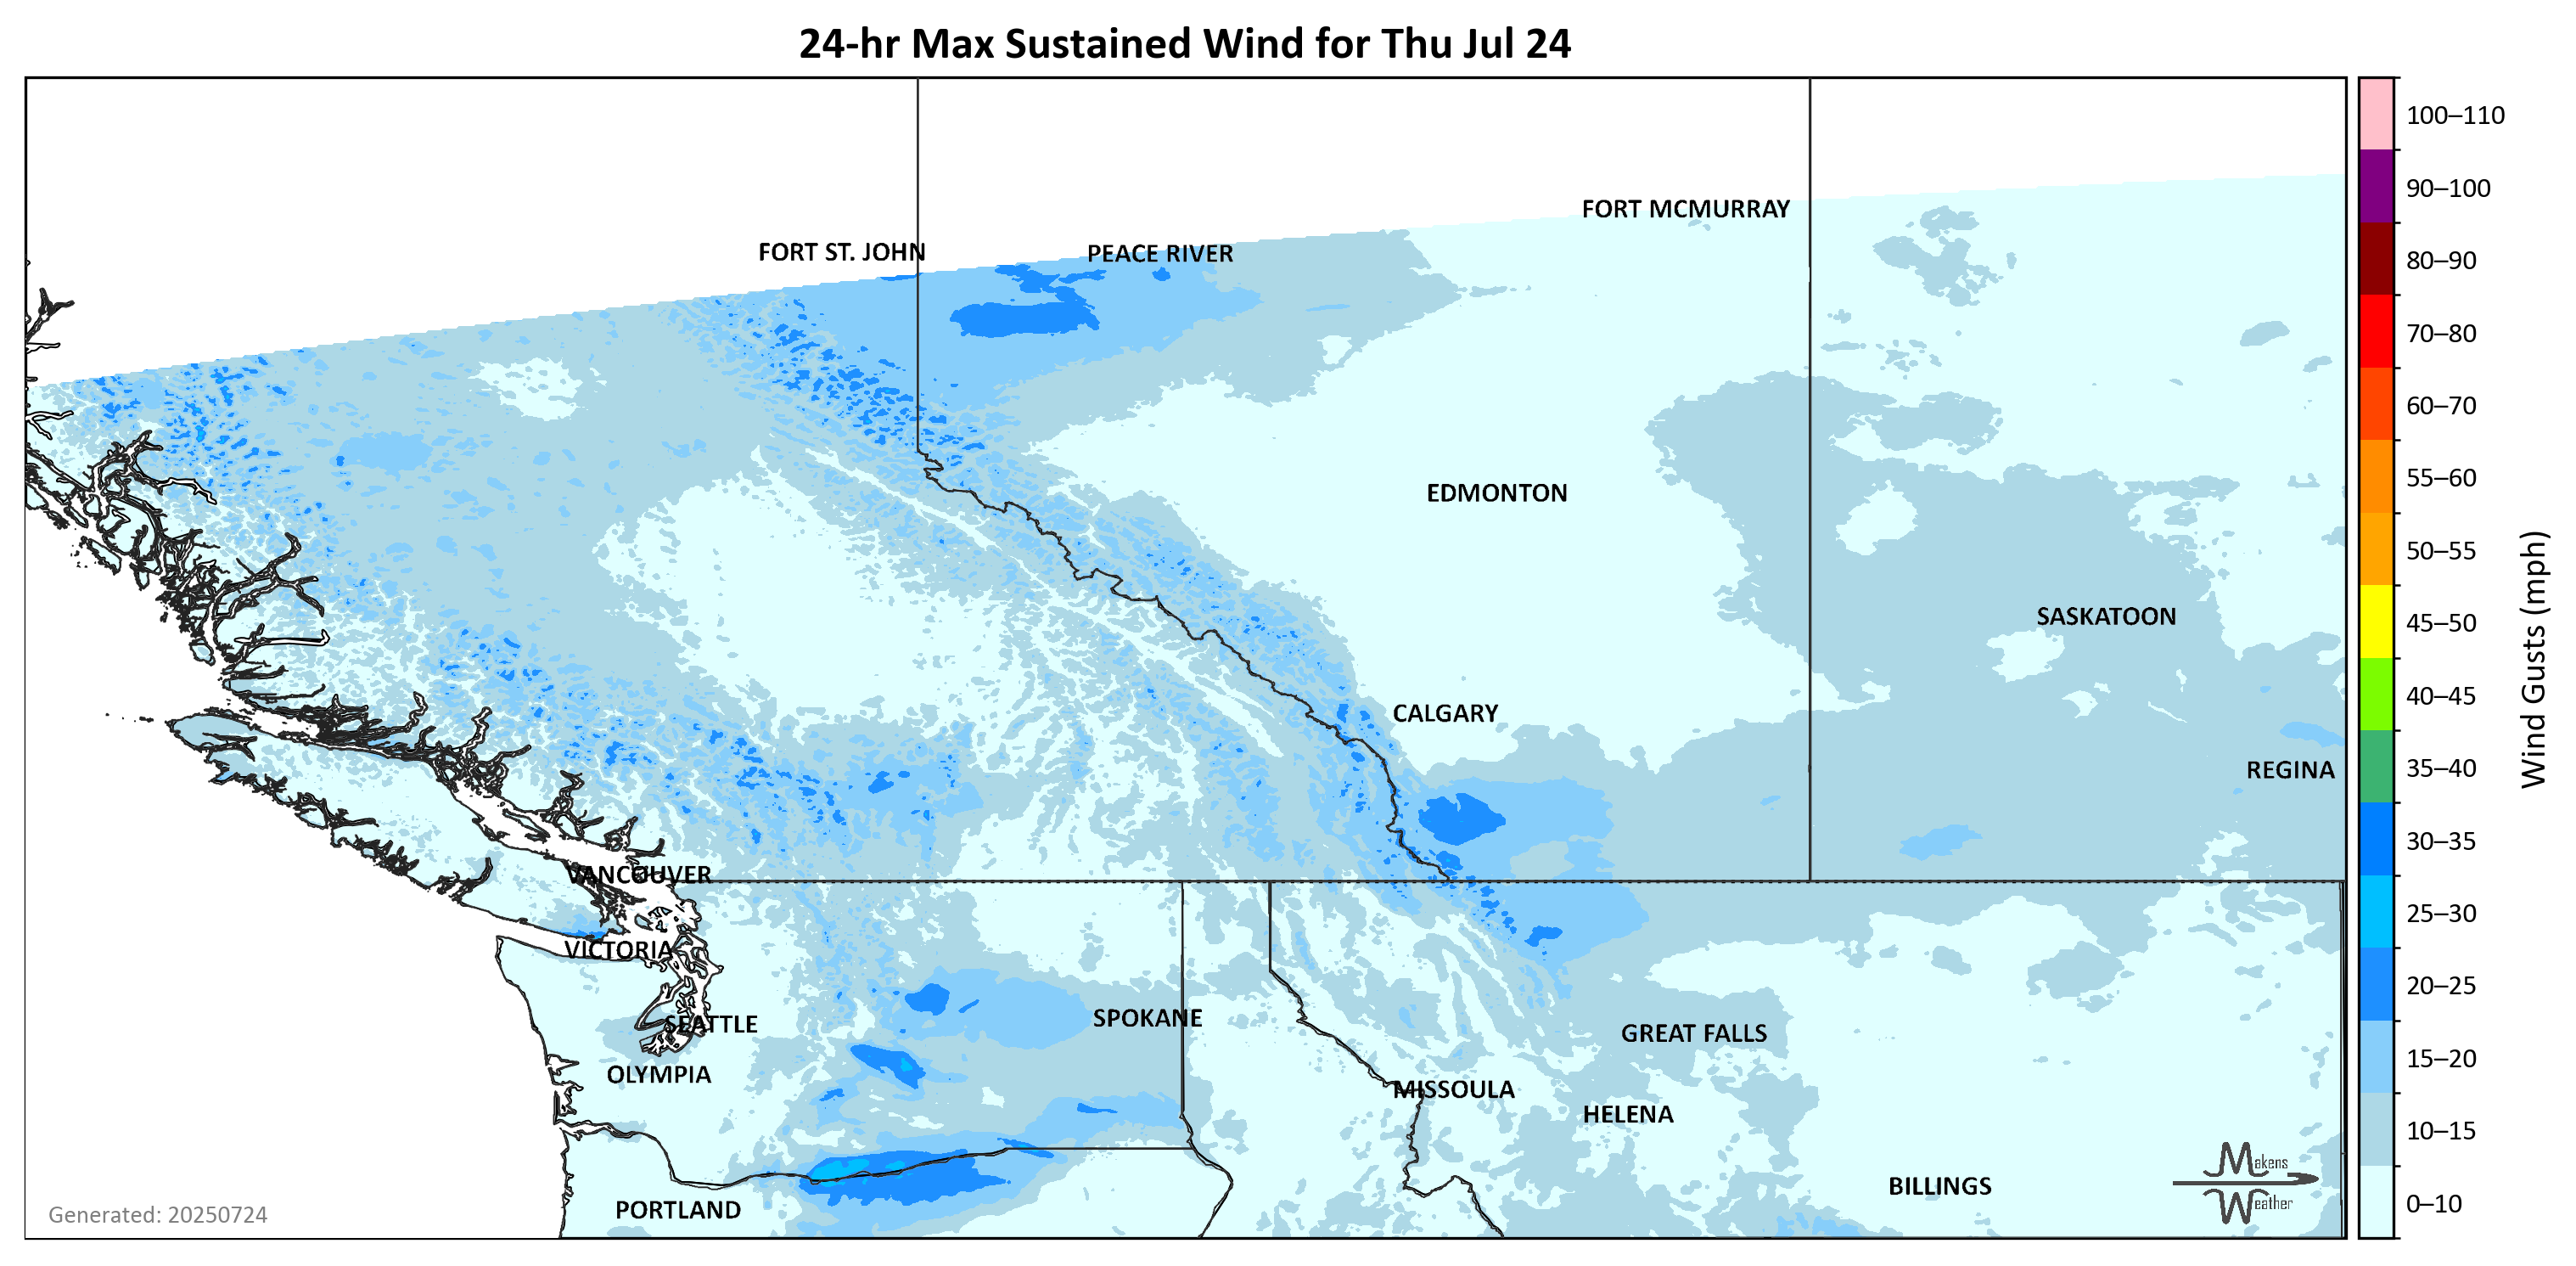 24-hr Max Sustained Wind for Thu Jul 24
100–110
90–100
80–90
70–80
60–70
55–60
50–55
45–50
40–45
35–40
30–35
25–30
20–25
15–20
10–15
0–10
Wind Gusts (mph)
FORT MCMURRAY
FORT ST. JOHN
PEACE RIVER
EDMONTON
SASKATOON
CALGARY
REGINA
VANCOUVER
VICTORIA
SPOKANE
SEATTLE
GREAT FALLS
OLYMPIA
MISSOULA
HELENA
BILLINGS
PORTLAND
Makens
Weather
Generated: 20250724